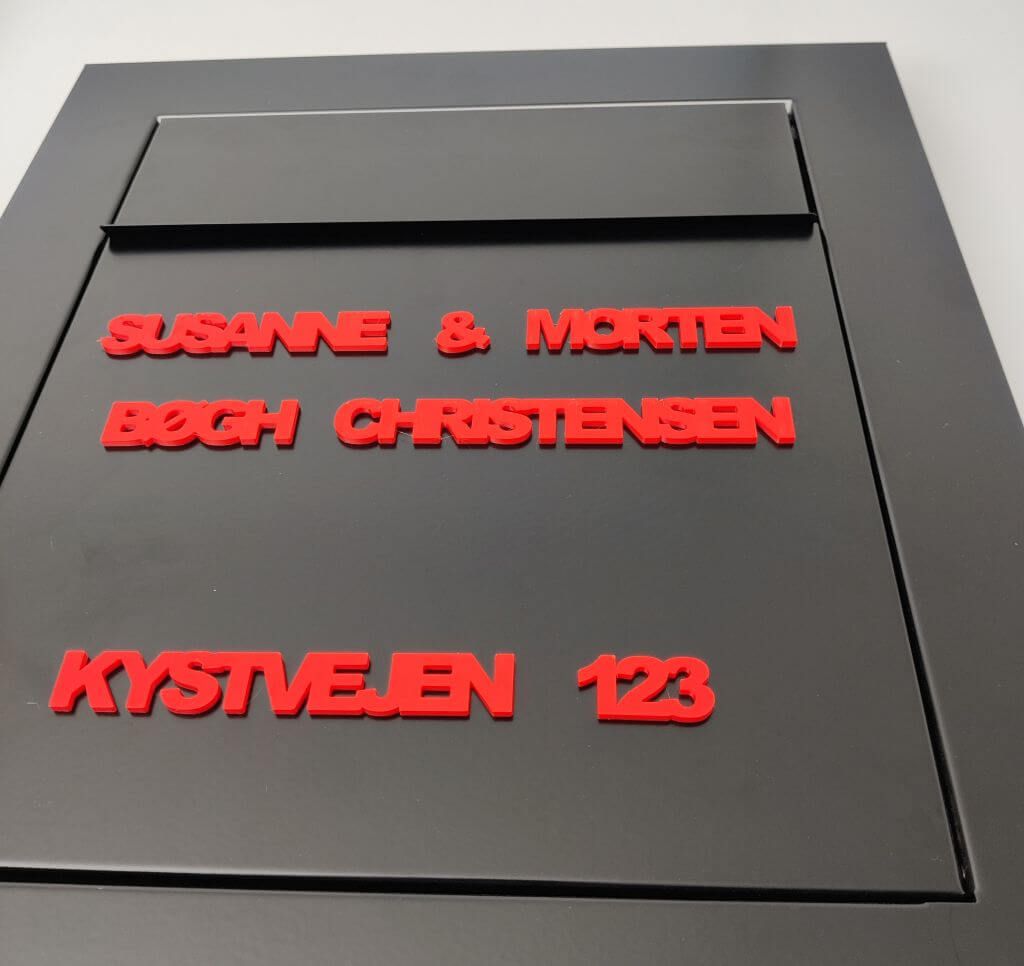 SUSANNE & MORTEN
BØGH CHRISTENSEN
KYSTVEJEN 123